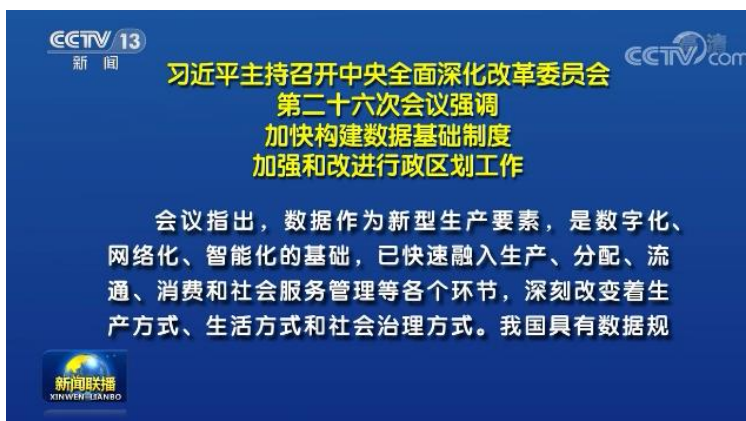 CCTV 13
新闻
CCTV.com
高清
习近平主持召开中央全面深化改革委员会
第二十六次会议强调
加快构建数据基础制度
加强和改进行政区划工作
会议指出，数据作为新型生产要素，是数字化、
网络化、智能化的基础，已快速融入生产、分配、流
通、消费和社会服务管理等各个环节，深刻改变着生
产方式、生活方式和社会治理方式。我国具有数据规
新闻联播
XINWEN LIANBO